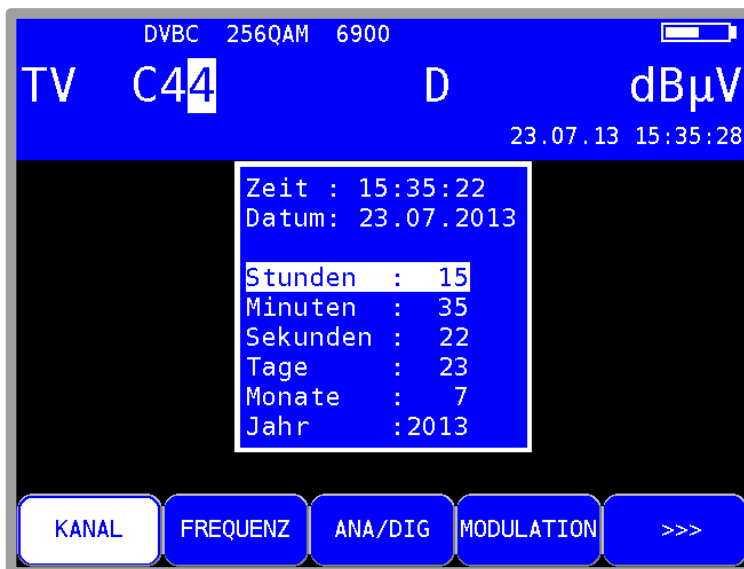 DVBC 256QAM 6900
TV C44 D dBµV
23.07.13 15:35:28
Zeit : 15:35:22
Datum: 23.07.2013
Stunden : 15
Minuten : 35
Sekunden : 22
Tage : 23
Monate : 7
Jahr :2013
KANAL FREQUENZ ANA/DIG MODULATION >>>